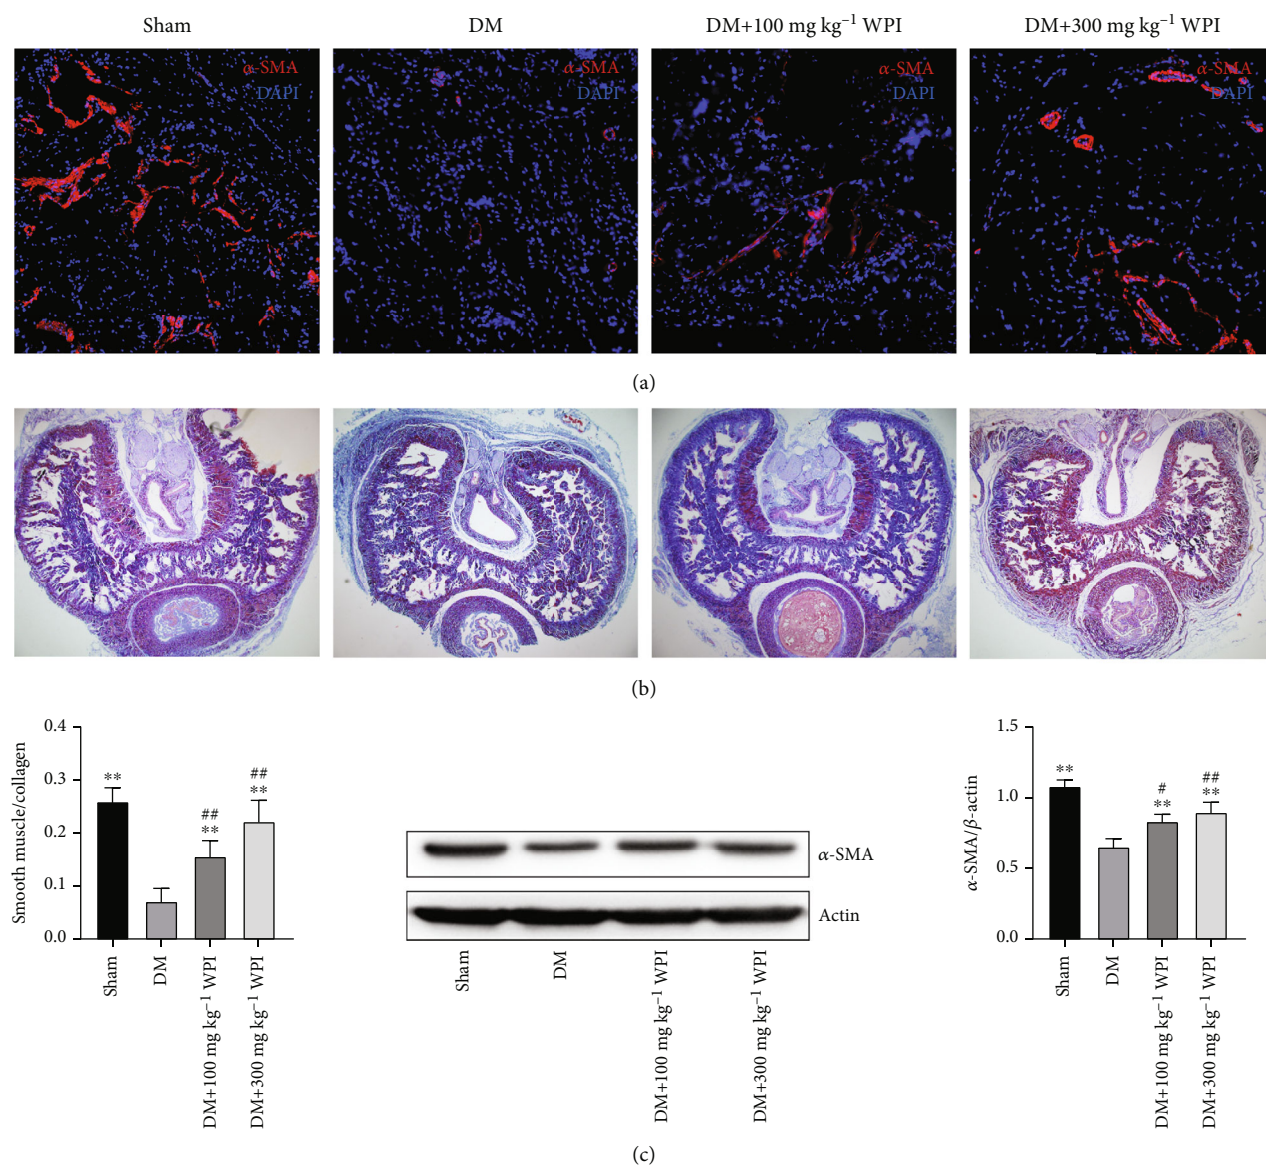 Sham
DM
DM+100 mg kg⁻¹ WPI
DM+300 mg kg⁻¹ WPI
α-SMA
DAPI
α-SMA
DAPI
α-SMA
DAPI
α-SMA
DAPI
(a)
(b)
Smooth muscle/collagen
0.4
0.3
0.2
0.1
0.0
**
##
**
##
**
Sham
DM
DM+100 mg kg⁻¹ WPI
DM+300 mg kg⁻¹ WPI
α-SMA
Actin
Sham
DM
DM+100 mg kg⁻¹ WPI
DM+300 mg kg⁻¹ WPI
α-SMA/β-actin
1.5
1.0
0.5
0.0
**
#
**
##
**
Sham
DM
DM+100 mg kg⁻¹ WPI
DM+300 mg kg⁻¹ WPI
(c)